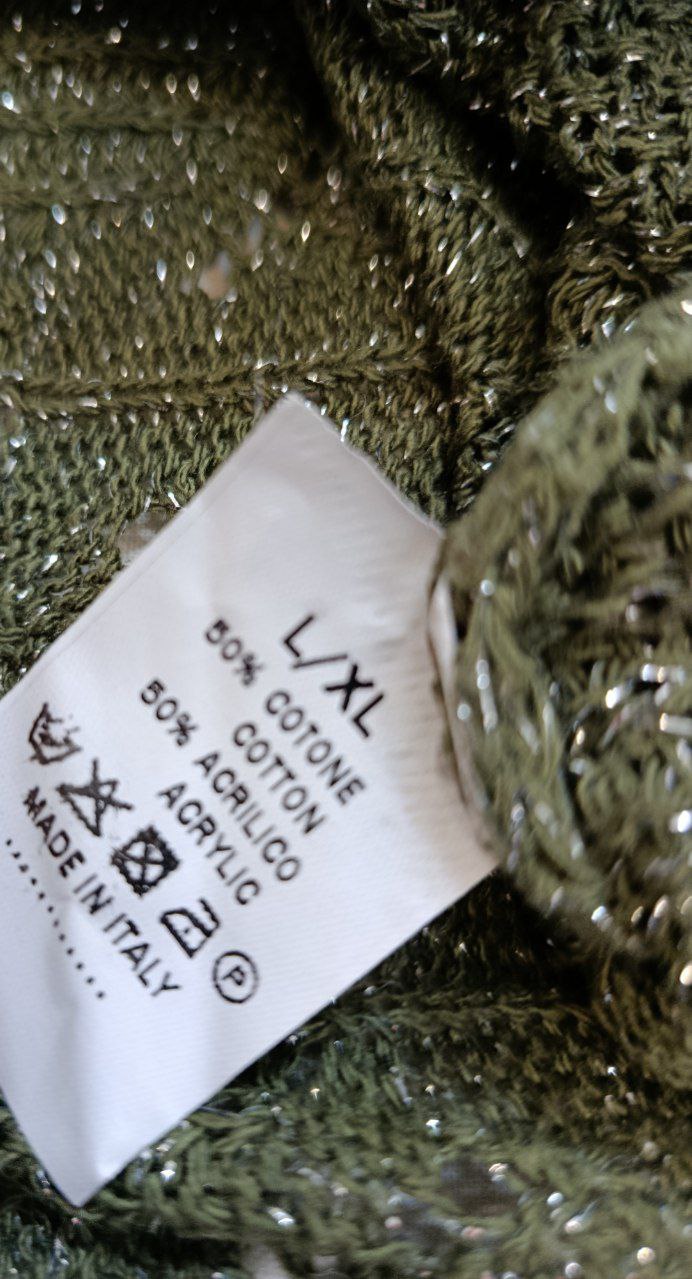 L/XL
50% COTONE
COTTON
50% ACRILICO
ACRYLIC
P
MADE IN ITALY